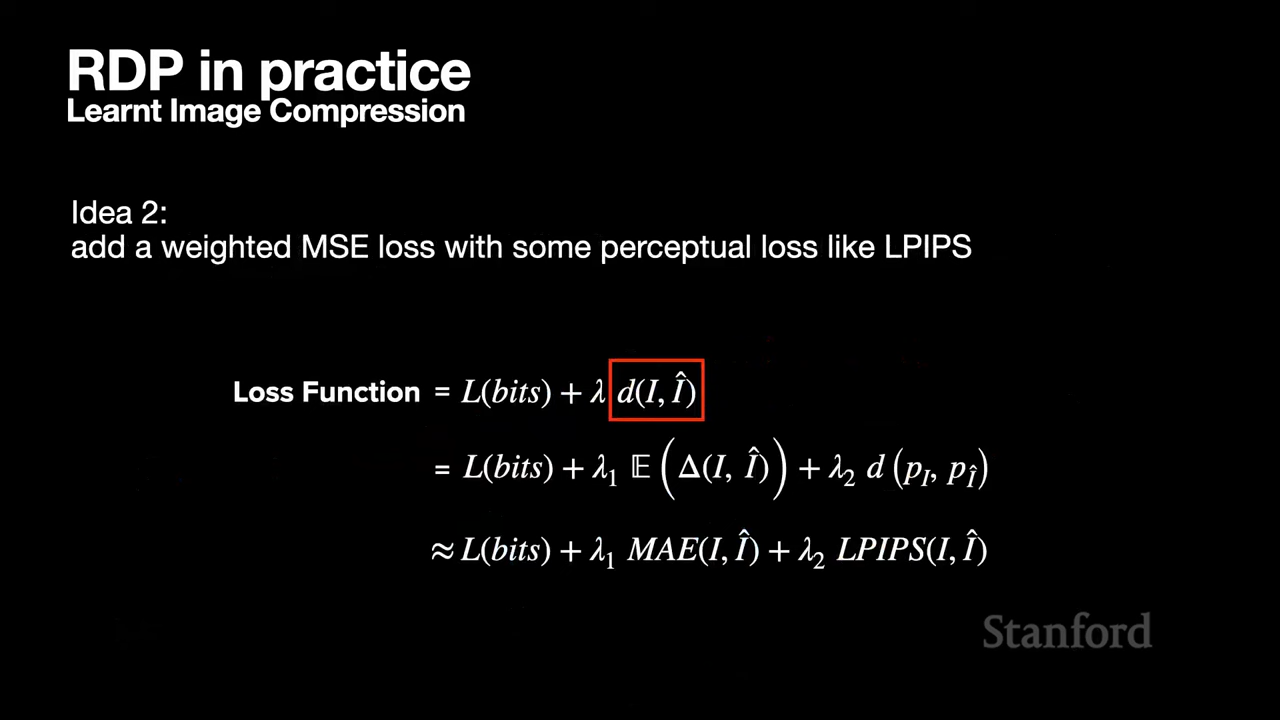 RDP in practice
Learnt Image Compression
Idea 2:
add a weighted MSE loss with some perceptual loss like LPIPS
Loss Function = L(bits) + λ d(I, Î)
= L(bits) + λ₁ 𝔼 (Δ(I, Î)) + λ₂ d (p_I, p_Î)
≈ L(bits) + λ₁ MAE(I, Î) + λ₂ LPIPS(I, Î)
Stanford